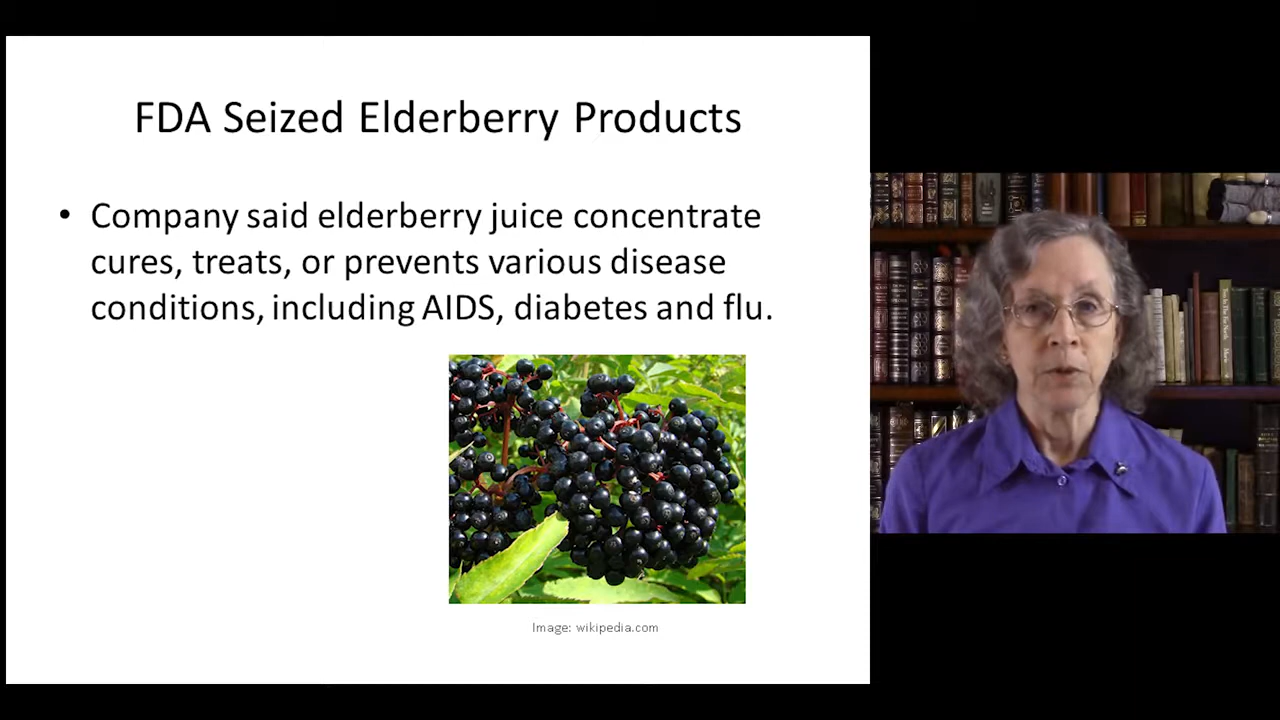 FDA Seized Elderberry Products
• Company said elderberry juice concentrate
cures, treats, or prevents various disease
conditions, including AIDS, diabetes and flu.
Image: wikipedia.com